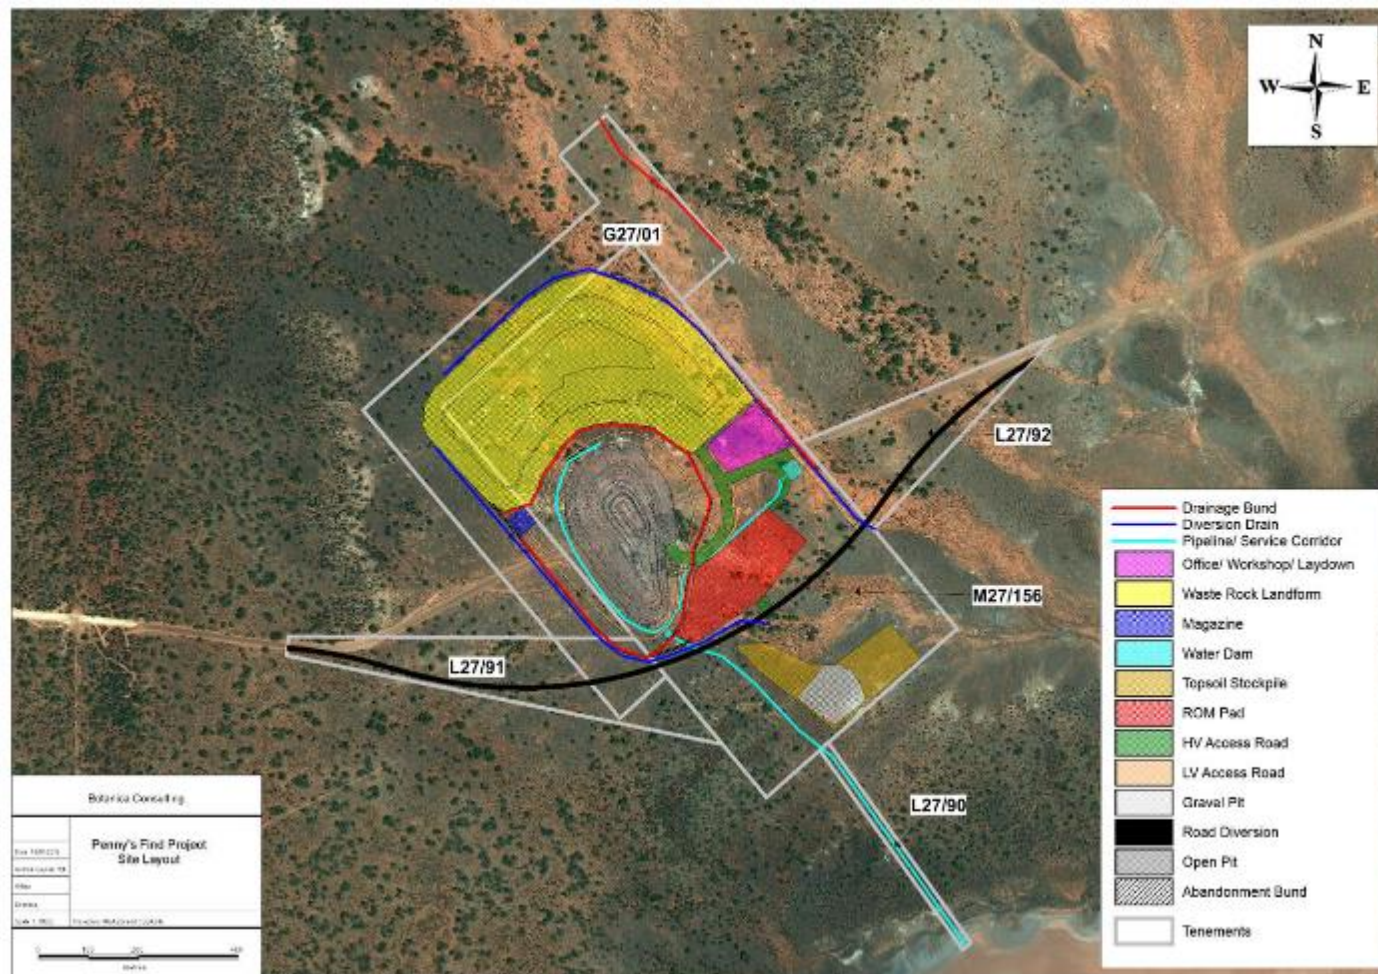 N
W E
S
G27/01
L27/92
M27/156
L27/91
L27/90
Drainage Bund
Diversion Drain
Pipeline/ Service Corridor
Office/ Workshop/ Laydown
Waste Rock Landform
Magazine
Water Dam
Topsoil Stockpile
ROM Pad
HV Access Road
LV Access Road
Gravel Pit
Road Diversion
Open Pit
Abandonment Bund
Tenements
Botanica Consulting
Penny's Find Project
Site Layout